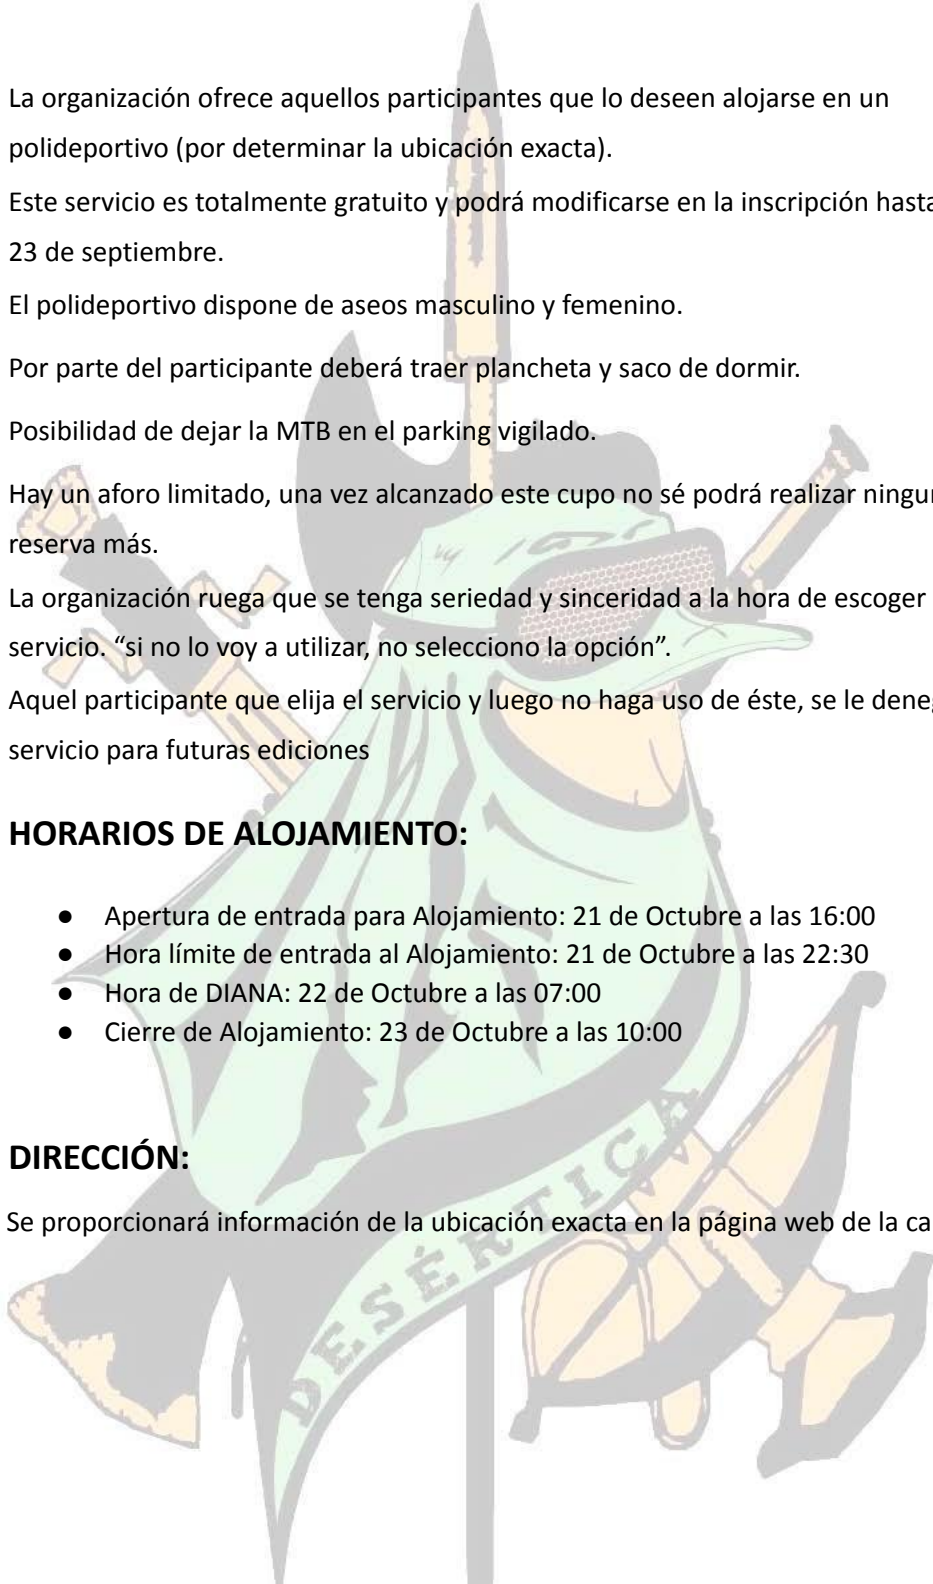 La organización ofrece aquellos participantes que lo deseen alojarse en un
polideportivo (por determinar la ubicación exacta).
Este servicio es totalmente gratuito y podrá modificarse en la inscripción hasta
23 de septiembre.
El polideportivo dispone de aseos masculino y femenino.
Por parte del participante deberá traer plancheta y saco de dormir.
Posibilidad de dejar la MTB en el parking vigilado.
Hay un aforo limitado, una vez alcanzado este cupo no sé podrá realizar
reserva más.
La organización ruega que se tenga seriedad y sinceridad a la hora de escoger
servicio. “si no lo voy a utilizar, no selecciono la opción”.
Aquel participante que elija el servicio y luego no haga uso de éste, se le
servicio para futuras ediciones
HORARIOS DE ALOJAMIENTO:
● Apertura de entrada para Alojamiento: 21 de Octubre a las 16:00
● Hora límite de entrada al Alojamiento: 21 de Octubre a las 22:30
● Hora de DIANA: 22 de Octubre a las 07:00
● Cierre de Alojamiento: 23 de Octubre a las 10:00
DESÉRTICA
DIRECCIÓN:
Se proporcionará información de la ubicación exacta en la página web de la